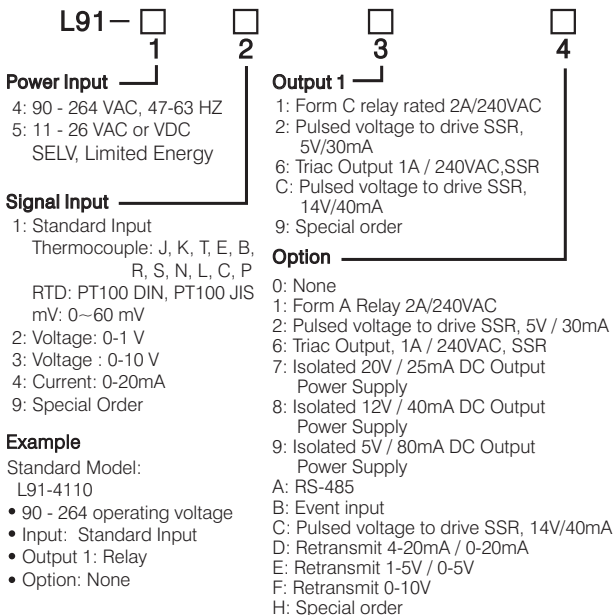 L91–
1 2 3 4
Power Input
4: 90 - 264 VAC, 47-63 HZ
5: 11 - 26 VAC or VDC
SELV, Limited Energy
Signal Input
1: Standard Input
Thermocouple: J, K, T, E, B,
R, S, N, L, C, P
RTD: PT100 DIN, PT100 JIS
mV: 0~60 mV
2: Voltage: 0-1 V
3: Voltage : 0-10 V
4: Current: 0-20mA
9: Special Order
Example
Standard Model:
L91-4110
• 90 - 264 operating voltage
• Input: Standard Input
• Output 1: Relay
• Option: None
Output 1
1: Form C relay rated 2A/240VAC
2: Pulsed voltage to drive SSR,
5V/30mA
6: Triac Output 1A / 240VAC,SSR
C: Pulsed voltage to drive SSR,
14V/40mA
9: Special order
Option
0: None
1: Form A Relay 2A/240VAC
2: Pulsed voltage to drive SSR, 5V / 30mA
6: Triac Output, 1A / 240VAC, SSR
7: Isolated 20V / 25mA DC Output
Power Supply
8: Isolated 12V / 40mA DC Output
Power Supply
9: Isolated 5V / 80mA DC Output
Power Supply
A: RS-485
B: Event input
C: Pulsed voltage to drive SSR, 14V/40mA
D: Retransmit 4-20mA / 0-20mA
E: Retransmit 1-5V / 0-5V
F: Retransmit 0-10V
H: Special order